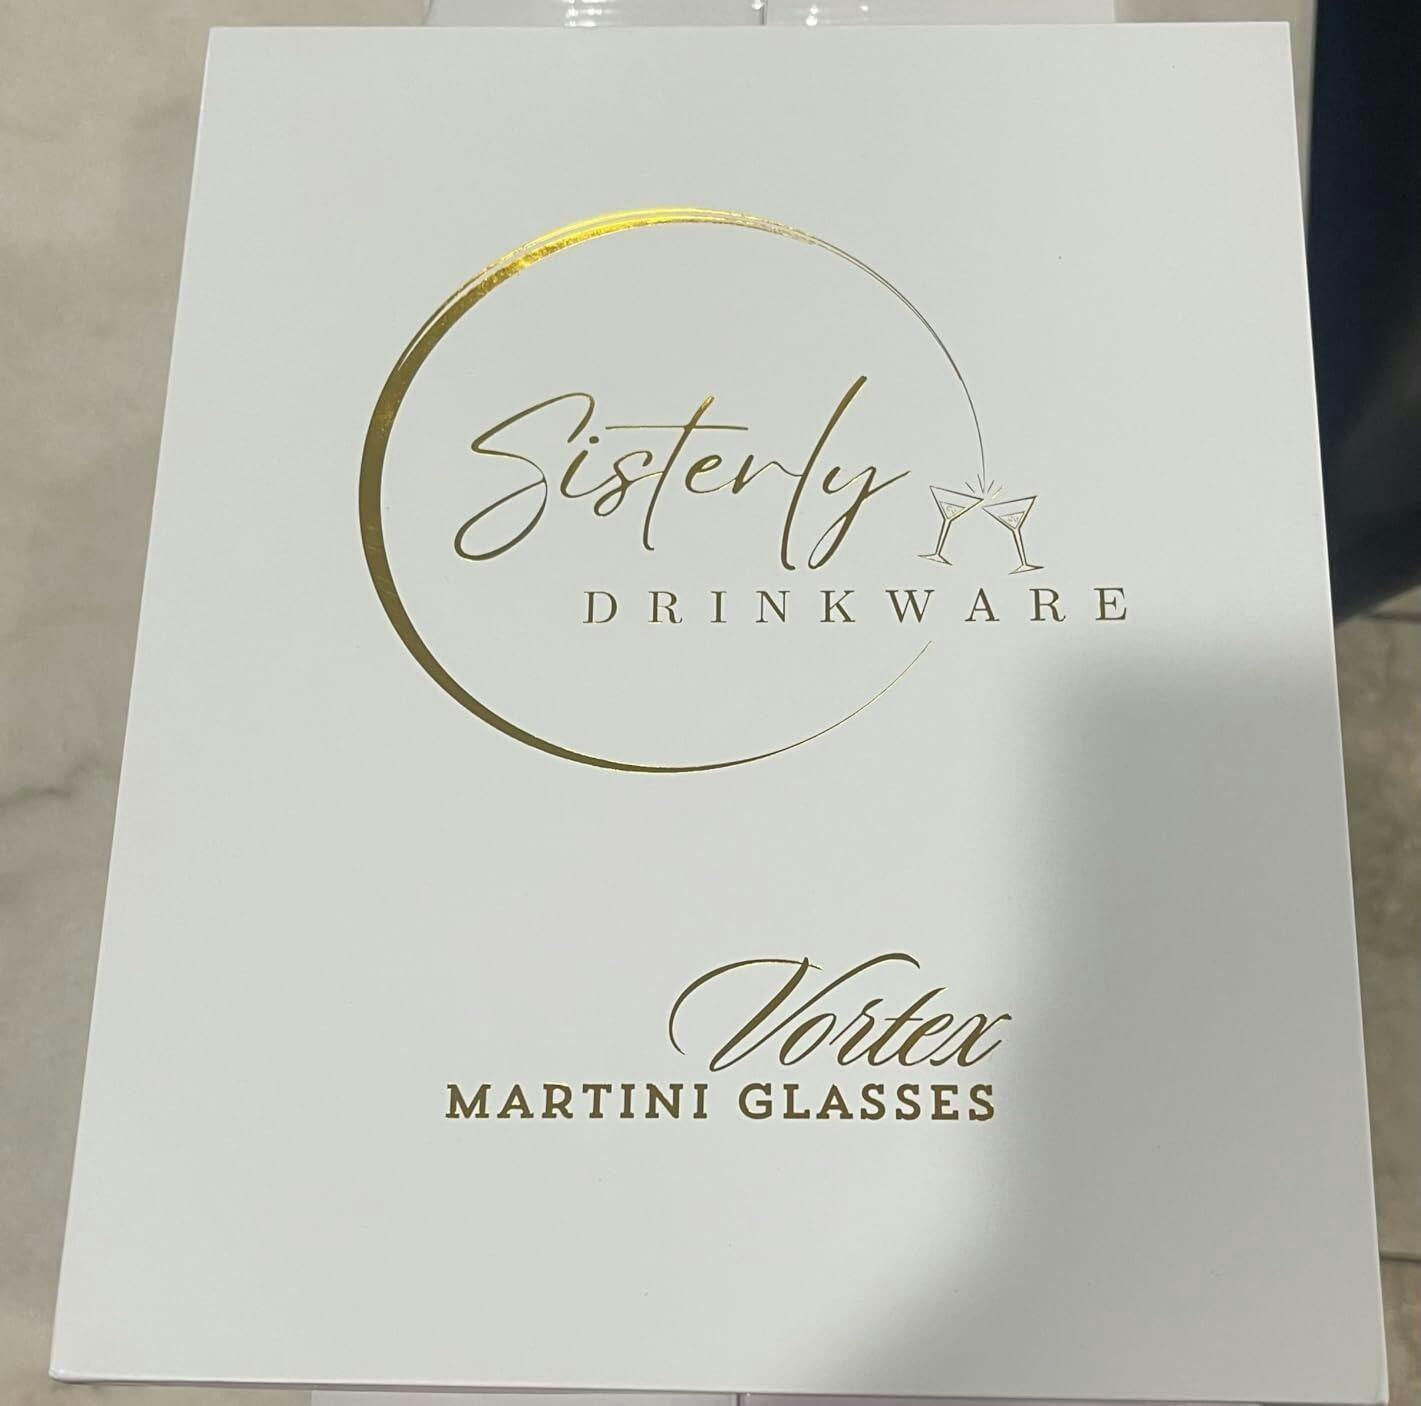 Sisterly
DRINKWARE
Vortex
MARTINI GLASSES